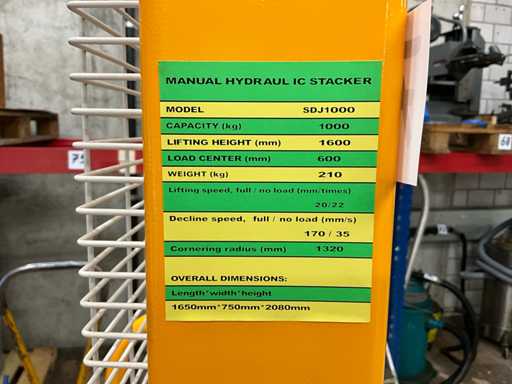 MANUAL HYDRAUL IC STACKER
MODEL SDJ1000
CAPACITY (kg) 1000
LIFTING HEIGHT (mm) 1600
LOAD CENTER (mm) 600
WEIGHT (kg) 210
Lifting speed, full / no load (mm/times)
20/22
Decline speed, full / no load (mm/s)
170 / 35
Cornering radius (mm) 1320
OVERALL DIMENSIONS:
Length*width*height
1650mm*750mm*2080mm